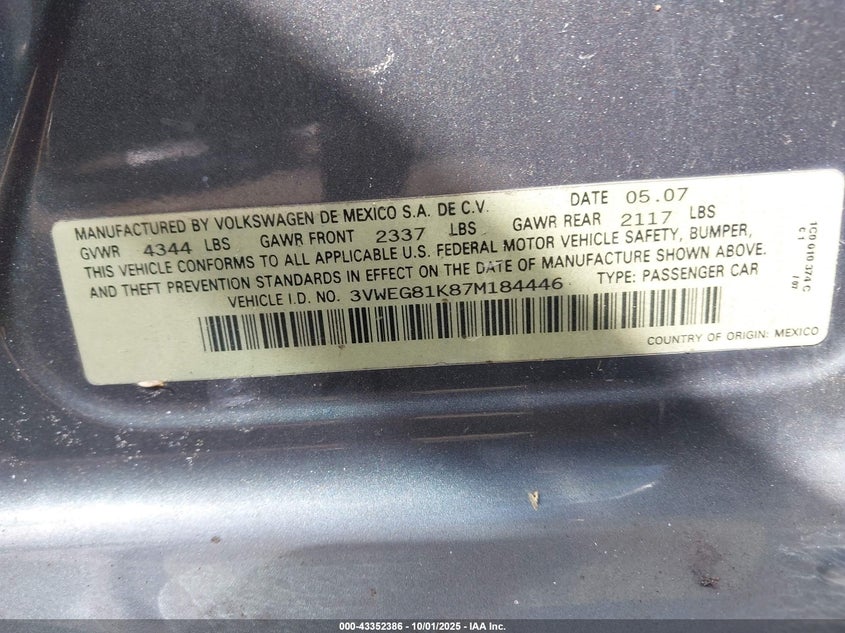 MANUFACTURED BY VOLKSWAGEN DE MEXICO S.A. DE C.V. DATE 05.07
GVWR 4344 LBS GAWR FRONT 2337 LBS GAWR REAR 2117 LBS
THIS VEHICLE CONFORMS TO ALL APPLICABLE U.S. FEDERAL MOTOR VEHICLE SAFETY, BUMPER,
AND THEFT PREVENTION STANDARDS IN EFFECT ON THE DATE OF MANUFACTURE SHOWN ABOVE.
VEHICLE I.D. NO. 3VWEG81K87M184446 TYPE: PASSENGER CAR
COUNTRY OF ORIGIN: MEXICO
1C0 010 374 C
000-43352386 - 10/01/2025 - IAA Inc.